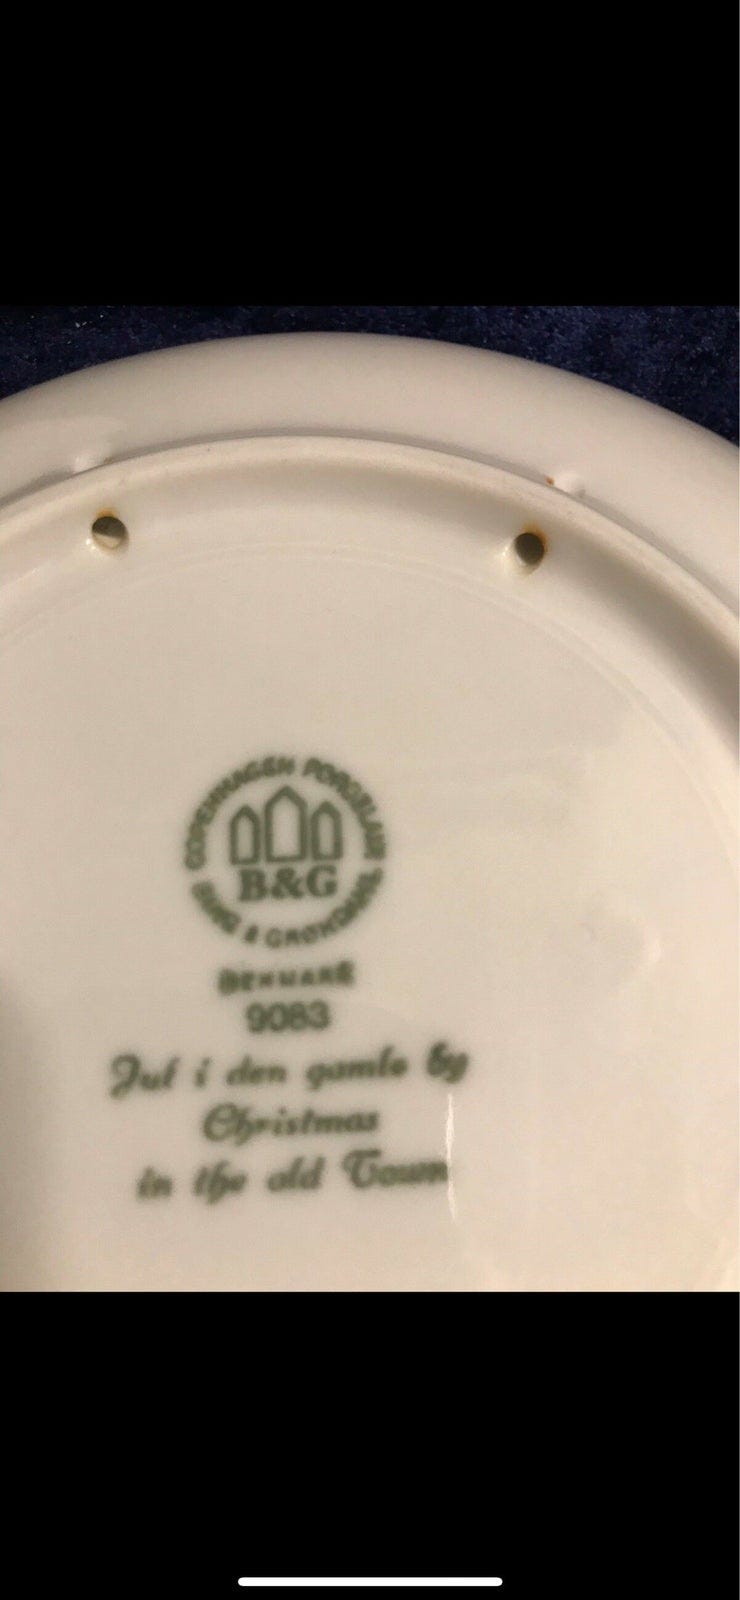 COPENHAGEN PORCELAIN
B&G
BING & GRØNDAHL
DENMARK
9083
Jul i den gamle by
Christmas
in the old Town